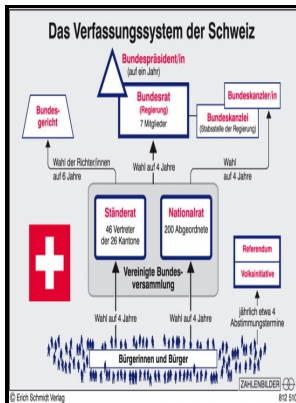 Das Verfassungssystem der Schweiz
Bundespräsident/in
(auf ein Jahr)
Bundesrat
(Regierung)
7 Mitglieder
Bundeskanzler/in
Bundeskanzlei
(Stabsstelle der Regierung)
Bundes-
gericht
Wahl der Richter/innen
auf 6 Jahre
Wahl auf 4 Jahre
Wahl
auf 4 Jahre
Ständerat
46 Vertreter
der 26 Kantone
Nationalrat
200 Abgeordnete
Vereinigte Bundes-
versammlung
Referendum
Volksinitiative
Wahl auf 4 Jahre
Wahl auf 4 Jahre
jährlich etwa 4
Abstimmungstermine
Bürgerinnen und Bürger
ZAHLENBILDER
© Erich Schmidt Verlag
812 510